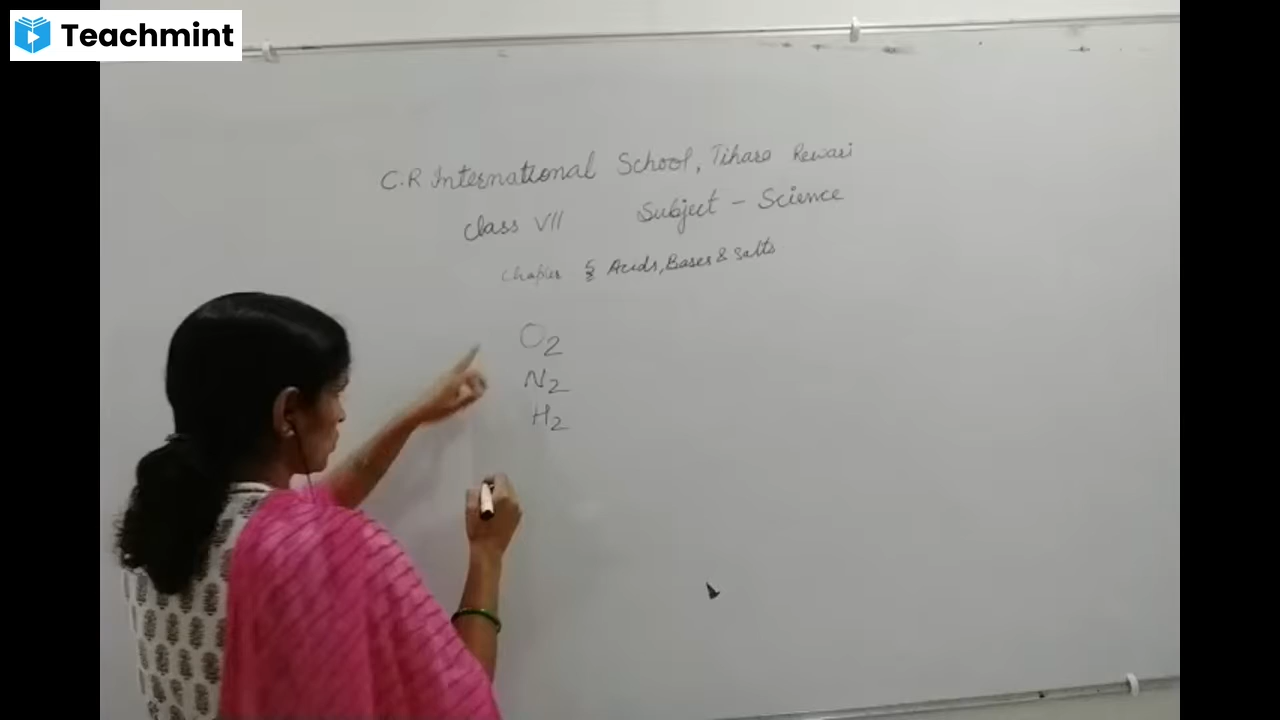 Teachmint
C.R. International School, Tihara Rewari
Class VII Subject - Science
Chapter 5 Acids, Bases & Salts
O2
N2
H2